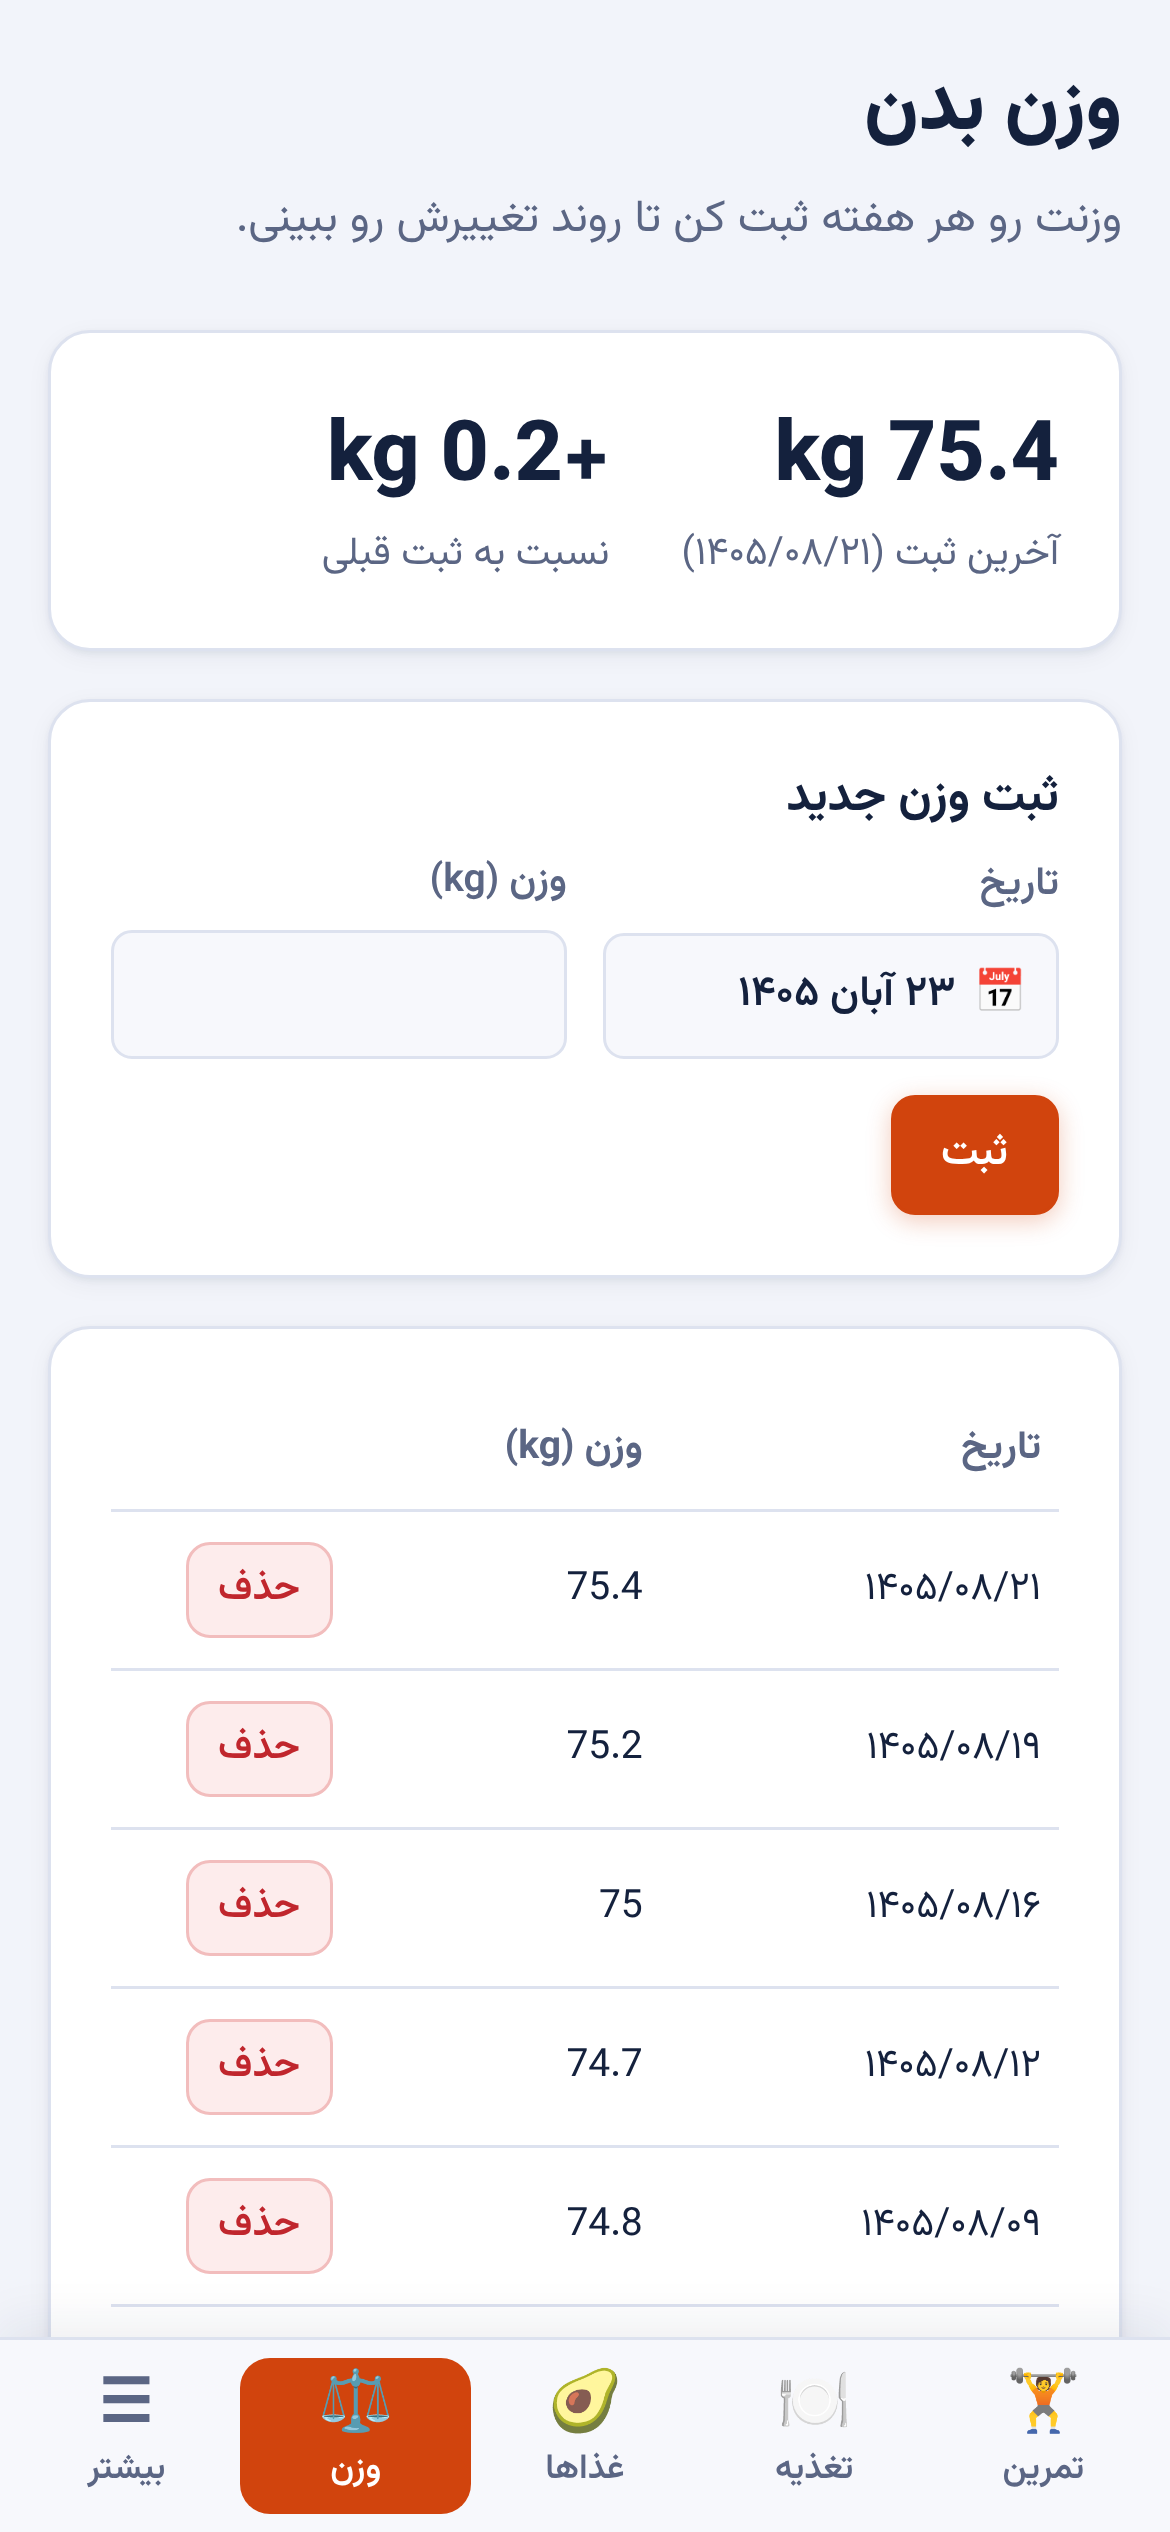 وزن بدن
وزنت رو هر هفته ثبت کن تا روند تغییرش رو ببینی.
75.4 kg
+0.2 kg
آخرین ثبت (۱۴۰۵/۰۸/۲۱)
نسبت به ثبت قبلی
ثبت وزن جدید
تاریخ
وزن (kg)
📅 ۲۳ آبان ۱۴۰۵
ثبت
تاریخ وزن (kg)
۱۴۰۵/۰۸/۲۱ 75.4 حذف
۱۴۰۵/۰۸/۱۹ 75.2 حذف
۱۴۰۵/۰۸/۱۶ 75 حذف
۱۴۰۵/۰۸/۱۲ 74.7 حذف
۱۴۰۵/۰۸/۰۹ 74.8 حذف
تمرین
تغذیه
غذاها
وزن
بیشتر